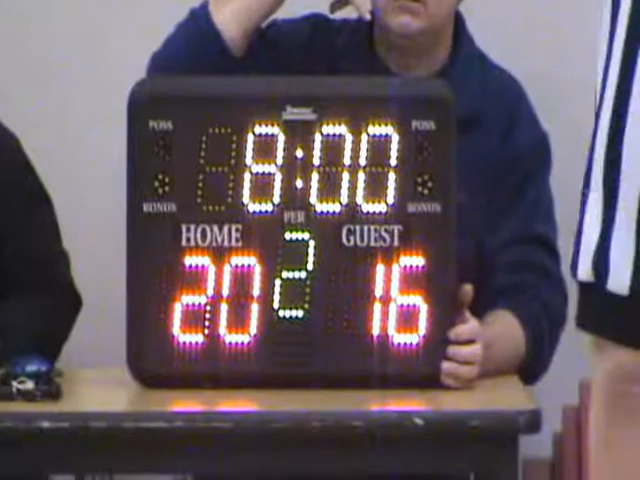 POSS POSS
8:00
BONUS BONUS
PER
HOME GUEST
2
20 16